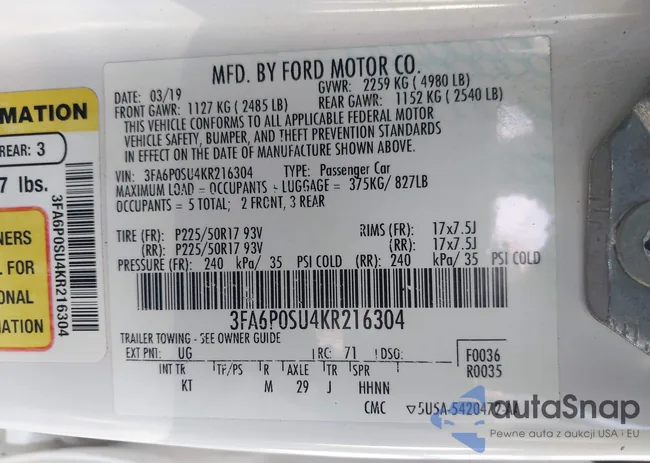 MFD. BY FORD MOTOR CO.
DATE: 03/19 GVWR: 2259 KG ( 4980 LB)
FRONT GAWR: 1127 KG ( 2485 LB) REAR GAWR: 1152 KG ( 2540 LB)
THIS VEHICLE CONFORMS TO ALL APPLICABLE FEDERAL MOTOR
VEHICLE SAFETY, BUMPER, AND THEFT PREVENTION STANDARDS
IN EFFECT ON THE DATE OF MANUFACTURE SHOWN ABOVE.
VIN: 3FA6P0SU4KR216304 TYPE: Passenger Car
MAXIMUM LOAD = OCCUPANTS + LUGGAGE = 375KG/ 827LB
OCCUPANTS = 5 TOTAL; 2 FRONT, 3 REAR
TIRE (FR): P225/50R17 93V RIMS (FR): 17x7.5J
(RR): P225/50R17 93V (RR): 17x7.5J
PRESSURE (FR): 240 kPa/ 35 PSI COLD (RR): 240 kPa/ 35 PSI COLD
3FA6P0SU4KR216304
TRAILER TOWING - SEE OWNER GUIDE
EXT PNT: UG RC: 71 DSO: F0036
R0035
INT TR TP/PS R AXLE TR SPR
KT M 29 J HHNN
CMC ▽5USA-5420472-AA
MATION
REAR: 3
7 lbs.
3FA6P0SU4KR216304
NERS
L FOR
ONAL
MATION
autoSnap
Pewne auta z aukcji USA i EU